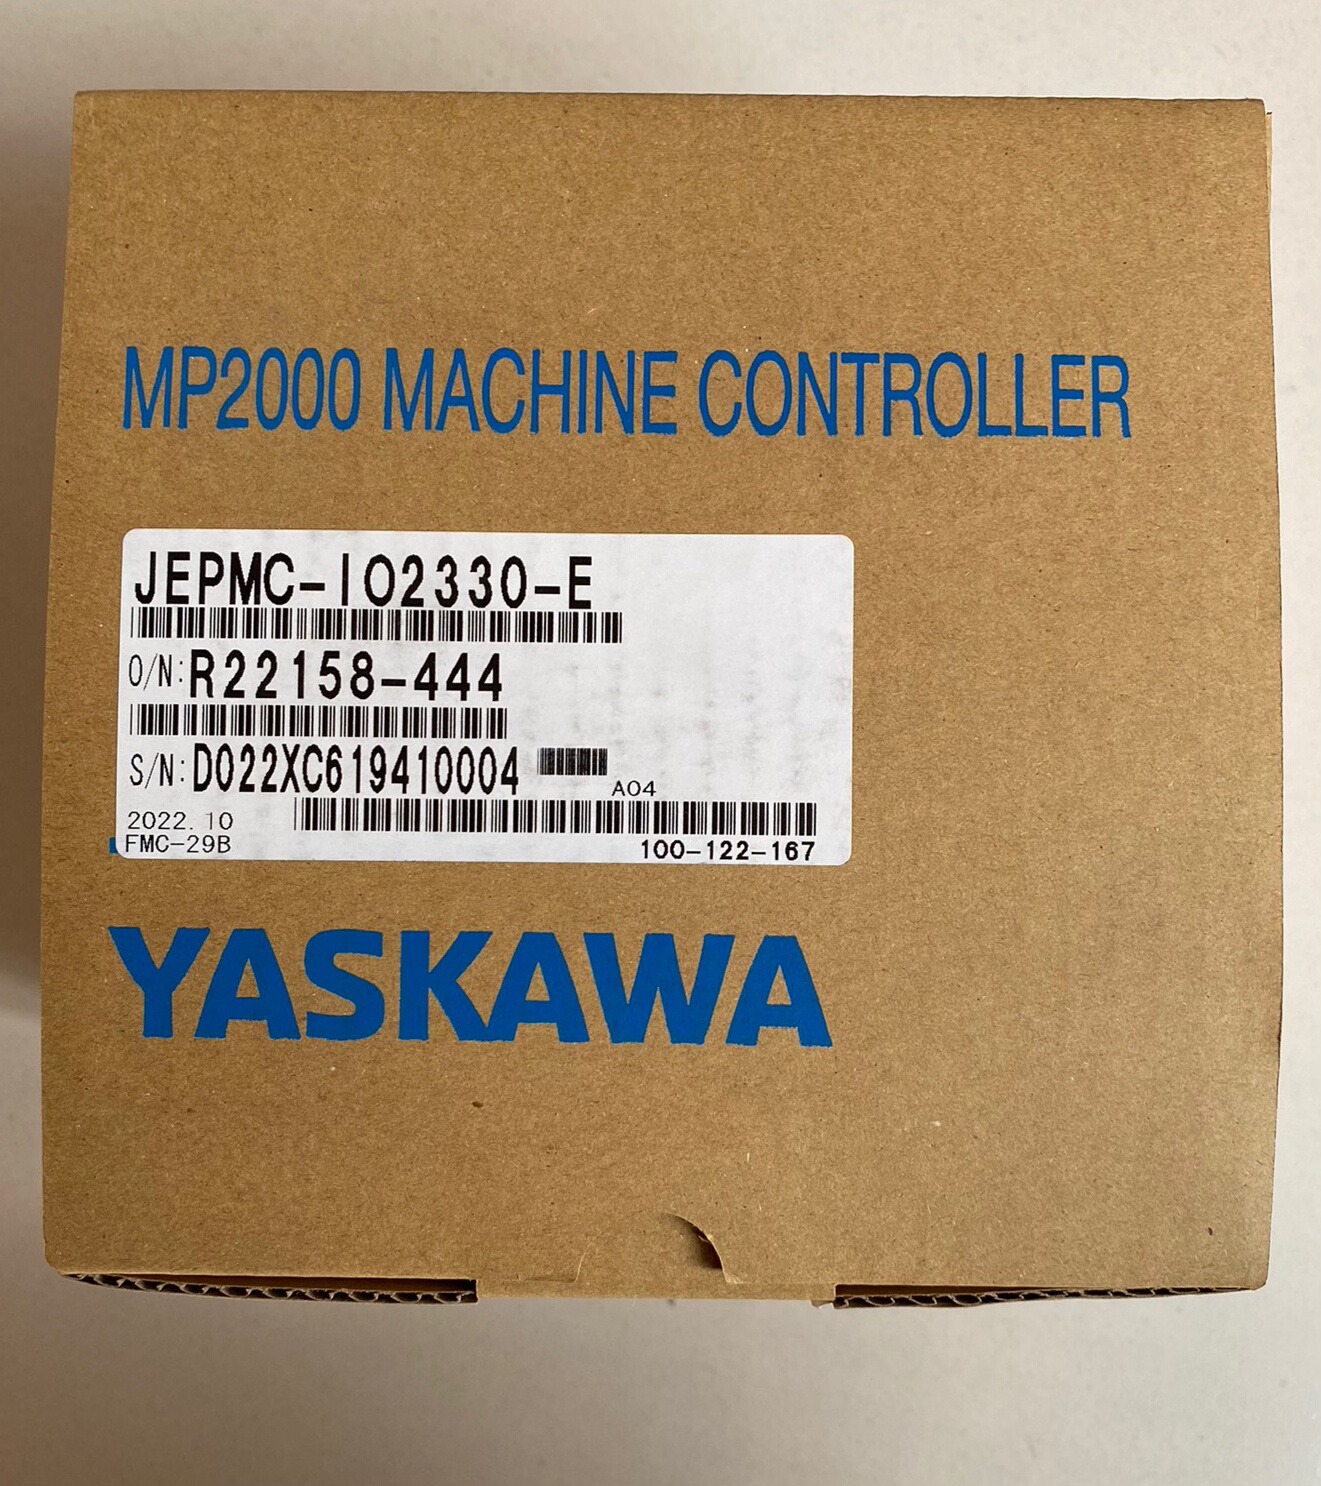 MP2000 MACHINE CONTROLLER
JEPMC-IO2330-E
O/N:R22158-444
S/N:D022XC619410004
A04
2022.10
FMC-29B
100-122-167
YASKAWA